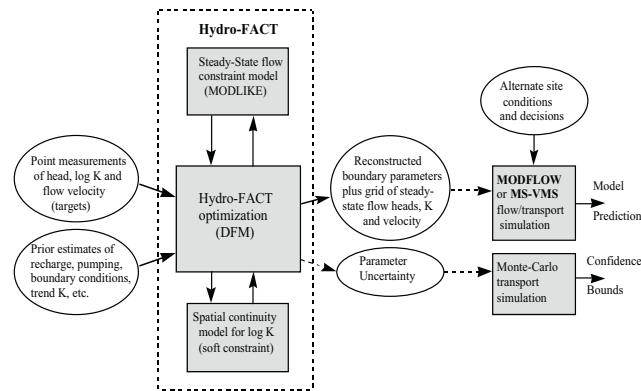 Hydro-FACT
Steady-State flow
constraint model
(MODLIKE)
Alternate site
conditions
and decisions
Point measurements
of head, log K and
flow velocity
(targets)
Hydro-FACT
optimization
(DFM)
Reconstructed
boundary parameters
plus grid of steady-
state flow heads, K
and velocity
MODFLOW
or MS-VMS
flow/transport
simulation
Model
Prediction
Prior estimates of
recharge, pumping,
boundary conditions,
trend K, etc.
Parameter
Uncertainty
Monte-Carlo
transport
simulation
Confidence
Bounds
Spatial continuity
model for log K
(soft constraint)